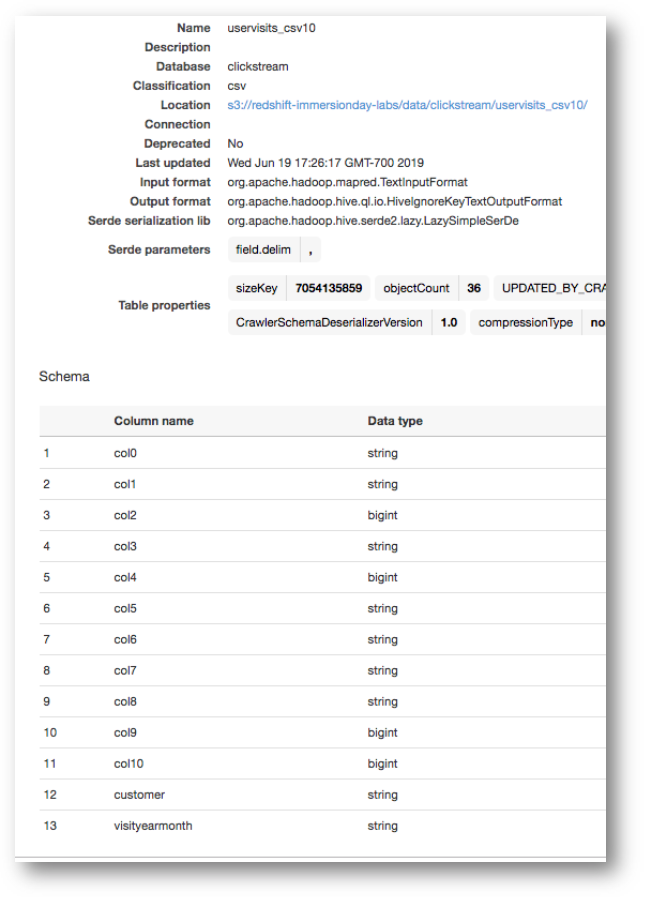 Name uservisits_csv10
Description
Database clickstream
Classification csv
Location s3://redshift-immersionday-labs/data/clickstream/uservisits_csv10/
Connection
Deprecated No
Last updated Wed Jun 19 17:26:17 GMT-700 2019
Input format org.apache.hadoop.mapred.TextInputFormat
Output format org.apache.hadoop.hive.ql.io.HiveIgnoreKeyTextOutputFormat
Serde serialization lib org.apache.hadoop.hive.serde2.lazy.LazySimpleSerDe
Serde parameters field.delim ,
sizeKey 7054135859 objectCount 36 UPDATED_BY_CRA
Table properties
CrawlerSchemaDeserializerVersion 1.0 compressionType no
Schema
Column name Data type
1 col0 string
2 col1 string
3 col2 bigint
4 col3 string
5 col4 bigint
6 col5 string
7 col6 string
8 col7 string
9 col8 string
10 col9 bigint
11 col10 bigint
12 customer string
13 visityearmonth string